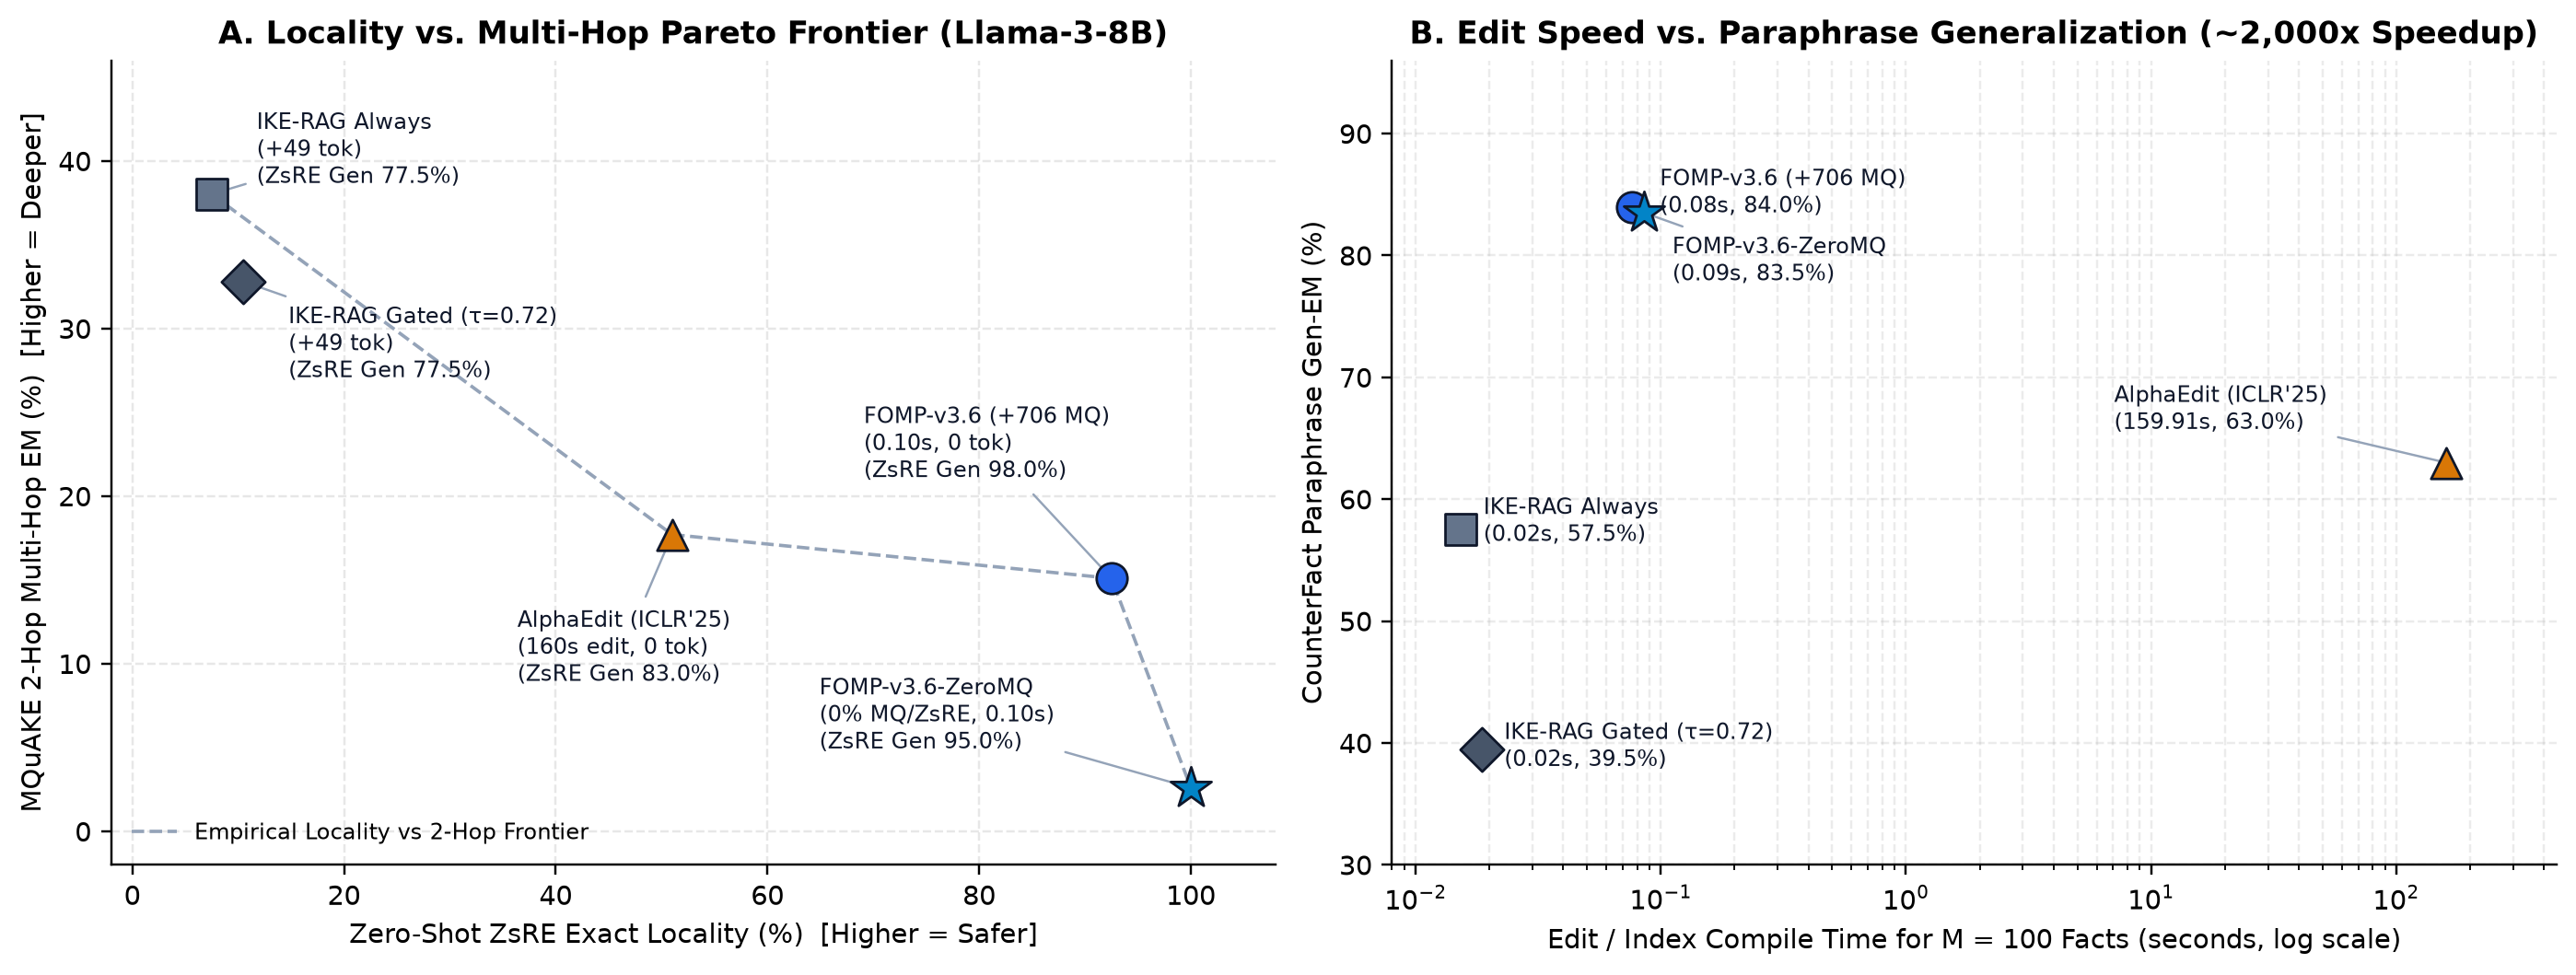 A. Locality vs. Multi-Hop Pareto Frontier (Llama-3-8B)
MQuAKE 2-Hop Multi-Hop EM (%)  [Higher = Deeper]
40
30
20
10
0
IKE-RAG Always
(+49 tok)
(ZsRE Gen 77.5%)
IKE-RAG Gated (τ=0.72)
(+49 tok)
(ZsRE Gen 77.5%)
FOMP-v3.6 (+706 MQ)
(0.10s, 0 tok)
(ZsRE Gen 98.0%)
AlphaEdit (ICLR'25)
(160s edit, 0 tok)
(ZsRE Gen 83.0%)
FOMP-v3.6-ZeroMQ
(0% MQ/ZsRE, 0.10s)
(ZsRE Gen 95.0%)
Empirical Locality vs 2-Hop Frontier
0 20 40 60 80 100
Zero-Shot ZsRE Exact Locality (%)  [Higher = Safer]
B. Edit Speed vs. Paraphrase Generalization (~2,000x Speedup)
CounterFact Paraphrase Gen-EM (%)
90
80
70
60
50
40
30
FOMP-v3.6 (+706 MQ)
(0.08s, 84.0%)
FOMP-v3.6-ZeroMQ
(0.09s, 83.5%)
AlphaEdit (ICLR'25)
(159.91s, 63.0%)
IKE-RAG Always
(0.02s, 57.5%)
IKE-RAG Gated (τ=0.72)
(0.02s, 39.5%)
10⁻² 10⁻¹ 10⁰ 10¹ 10²
Edit / Index Compile Time for M = 100 Facts (seconds, log scale)